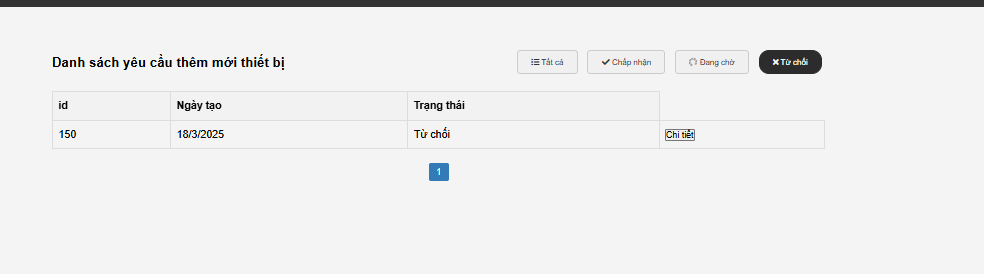 Danh sách yêu cầu thêm mới thiết bị
Tất cả Chấp nhận Đang chờ Từ chối
id Ngày tạo Trạng thái
150 18/3/2025 Từ chối Chi tiết
1